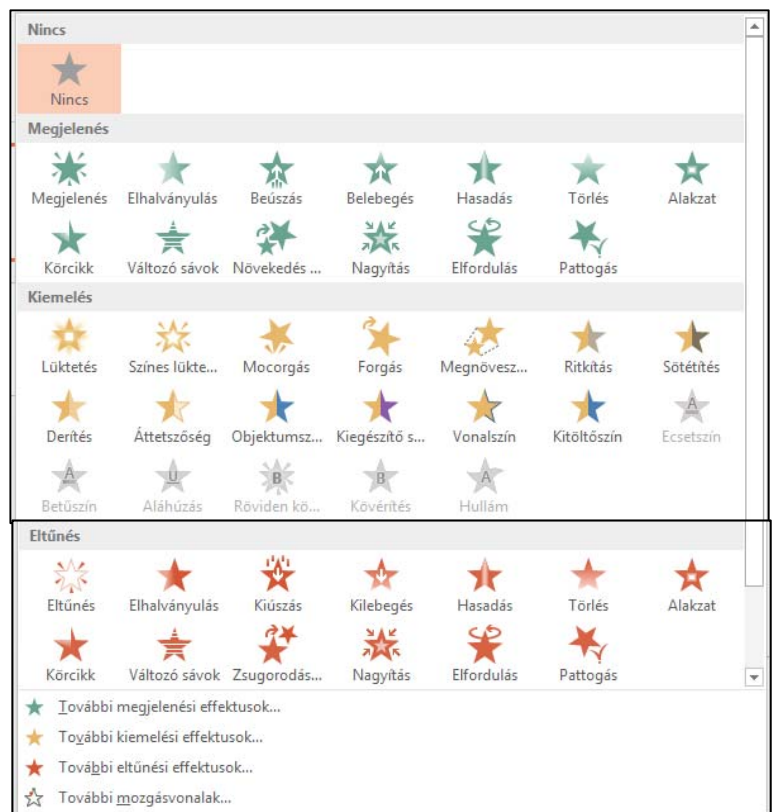 Nincs
Nincs
Megjelenés
Megjelenés Elhalványulás Beúszás Belebegés Hasadás Törlés Alakzat
Körcikk Változó sávok Növekedés ... Nagyítás Elfordulás Pattogás
Kiemelés
Lüktetés Színes lükte... Mocorgás Forgás Megnövesz... Ritkítás Sötétítés
Derítés Áttetszőség Objektumsz... Kiegészítő s... Vonalszín Kitöltőszín Ecsetszín
Betűszín Aláhúzás Röviden kö... Kövérítés Hullám
Eltűnés
Eltűnés Elhalványulás Kiúszás Kilebegés Hasadás Törlés Alakzat
Körcikk Változó sávok Zsugorodás... Nagyítás Elfordulás Pattogás
További megjelenési effektusok...
További kiemelési effektusok...
További eltűnési effektusok...
További mozgásvonalak...